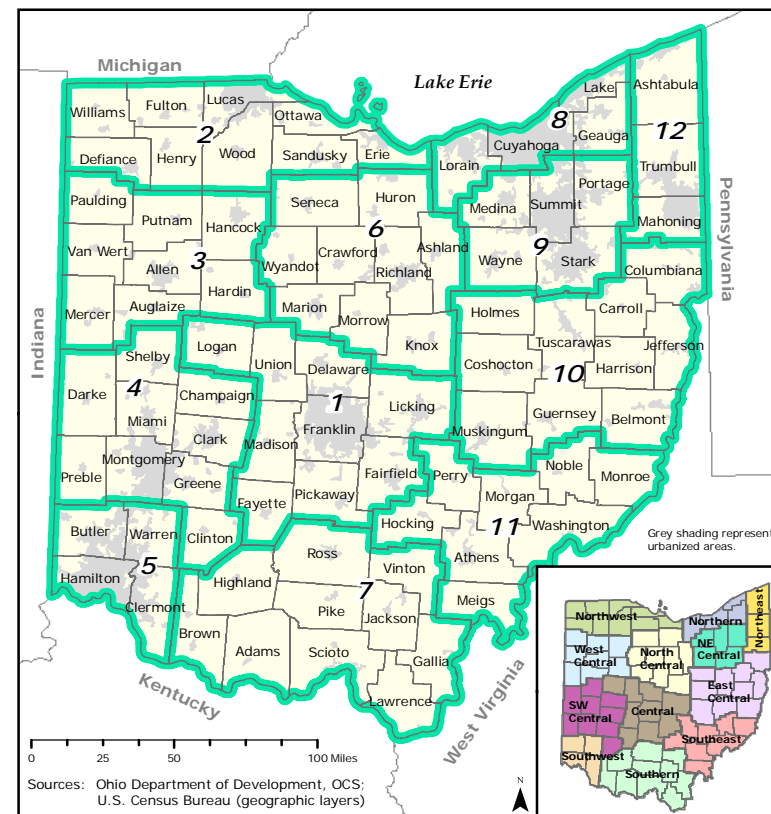 Michigan
Lake Erie
Ashtabula
Lake
Lucas
Fulton
Williams
Ottawa
8
Geauga
12
2
Cuyahoga
Erie
Wood
Henry
Defiance
Sandusky
Lorain
Trumbull
Portage
Pennsylvania
Paulding
Seneca
Huron
Medina
Summit
Mahoning
Putnam
Hancock
6
9
Ashland
Van Wert
Wyandot
Crawford
Wayne
Stark
3
Allen
Richland
Columbiana
Hardin
Auglaize
Marion
Morrow
Holmes
Carroll
Mercer
Indiana
Logan
Knox
Tuscarawas
Jefferson
Shelby
Union
Delaware
Coshocton
10
Harrison
4
Darke
Champaign
1
Licking
Guernsey
Belmont
Miami
Franklin
Muskingum
Clark
Madison
Montgomery
Noble
Preble
Greene
Fairfield
Perry
Monroe
Pickaway
Morgan
Fayette
Butler
Warren
Hocking
11
Washington
Clinton
Grey shading represent
urbanized areas.
Ross
Athens
5
Hamilton
Vinton
Highland
7
Clermont
Pike
Meigs
Jackson
Brown
Scioto
Adams
Gallia
Lawrence
Kentucky
West Virginia
0 25 50 100 Miles
Sources: Ohio Department of Development, OCS;
U.S. Census Bureau (geographic layers)
N
Northwest
Northern
Northeast
West
Central
North
Central
NE
Central
East
Central
SW
Central
Central
Southeast
Southwest
Southern